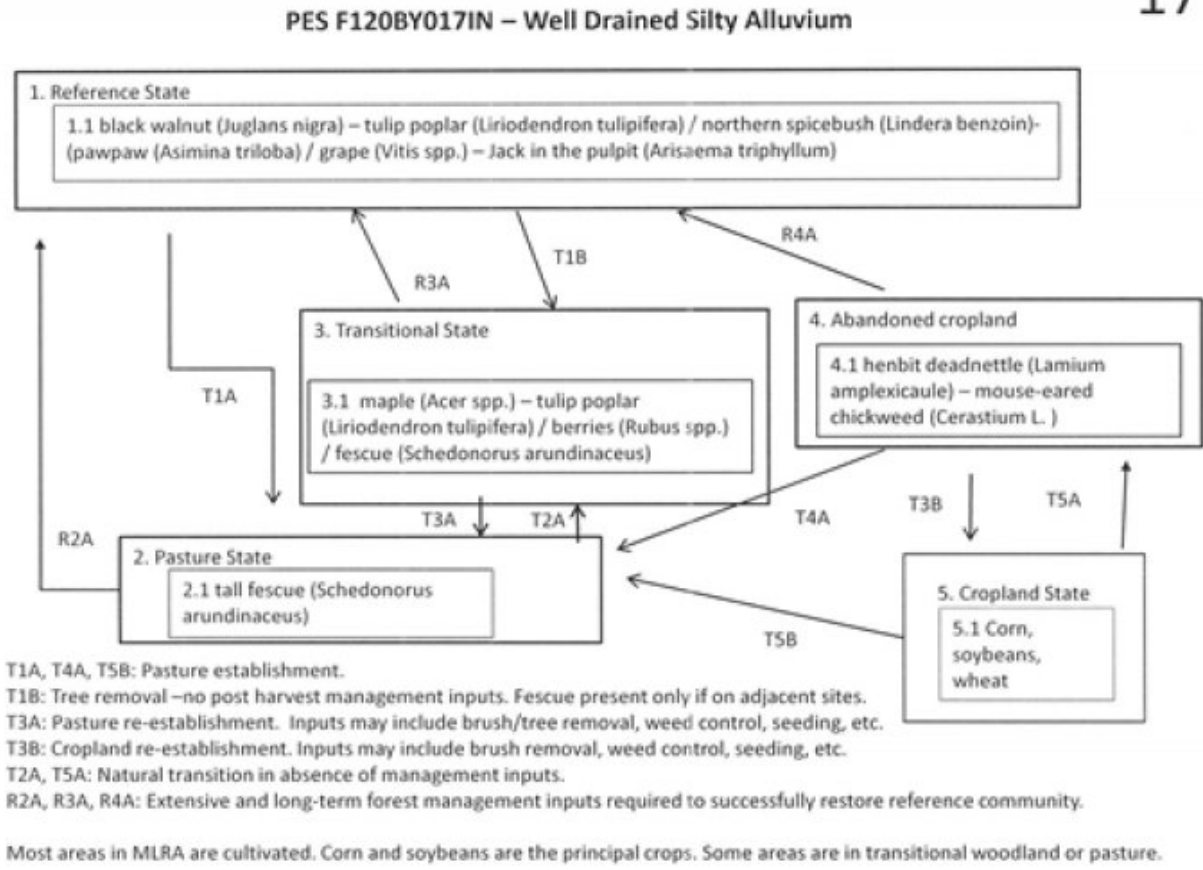 17
PES F120BY017IN – Well Drained Silty Alluvium
1. Reference State
1.1 black walnut (Juglans nigra) – tulip poplar (Liriodendron tulipifera) / northern spicebush (Lindera benzoin)-
(pawpaw (Asimina triloba) / grape (Vitis spp.) – Jack in the pulpit (Arisaema triphyllum)
R4A
T1B
R3A
3. Transitional State
3.1 maple (Acer spp.) – tulip poplar
(Liriodendron tulipifera) / berries (Rubus spp.)
/ fescue (Schedonorus arundinaceus)
4. Abandoned cropland
4.1 henbit deadnettle (Lamium
amplexicaule) – mouse-eared
chickweed (Cerastium L. )
T1A
T3A
T2A
T4A
T3B
T5A
R2A
2. Pasture State
2.1 tall fescue (Schedonorus
arundinaceus)
5. Cropland State
5.1 Corn,
soybeans,
wheat
T5B
T1A, T4A, T5B: Pasture establishment.
T1B: Tree removal –no post harvest management inputs. Fescue present only if on adjacent sites.
T3A: Pasture re-establishment. Inputs may include brush/tree removal, weed control, seeding, etc.
T3B: Cropland re-establishment. Inputs may include brush removal, weed control, seeding, etc.
T2A, T5A: Natural transition in absence of management inputs.
R2A, R3A, R4A: Extensive and long-term forest management inputs required to successfully restore reference community.
Most areas in MLRA are cultivated. Corn and soybeans are the principal crops. Some areas are in transitional woodland or pasture.